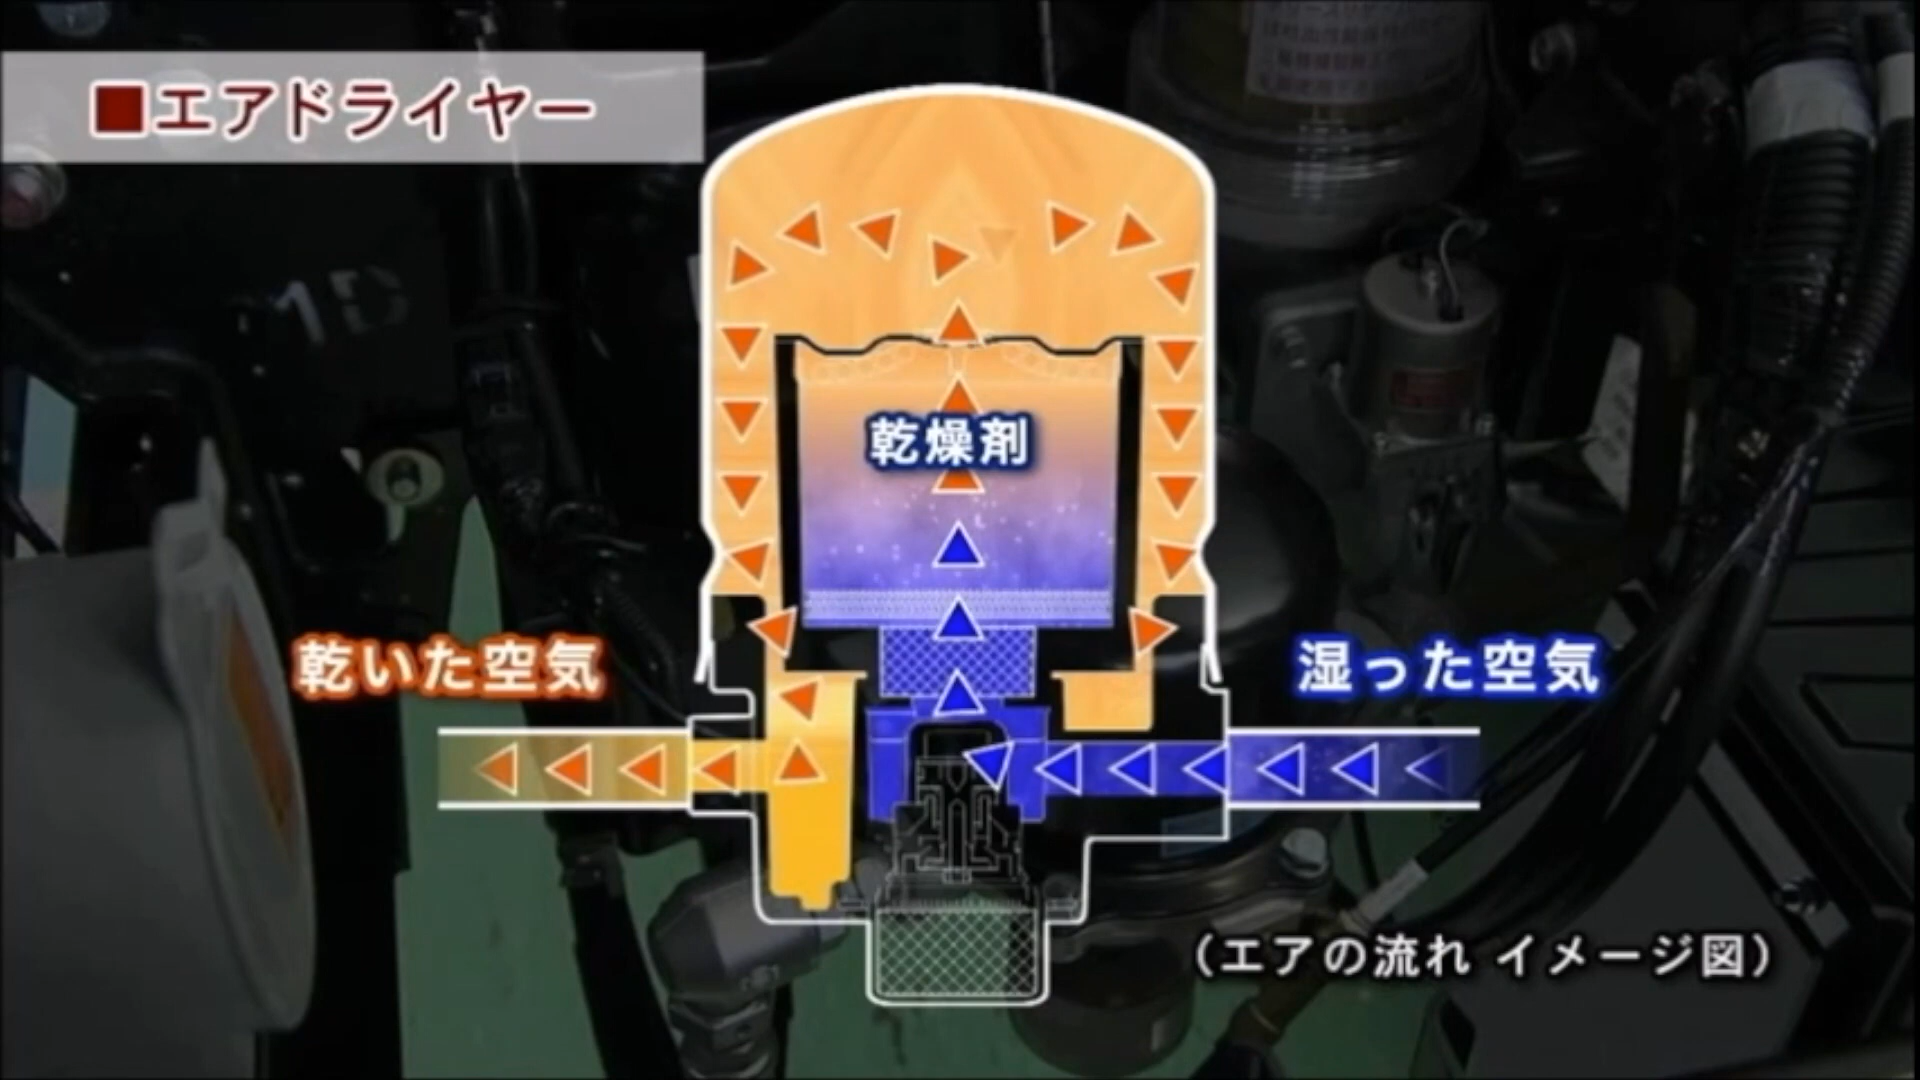 ■エアドライヤー
乾燥剤
乾いた空気
湿った空気
（エアの流れ イメージ図）